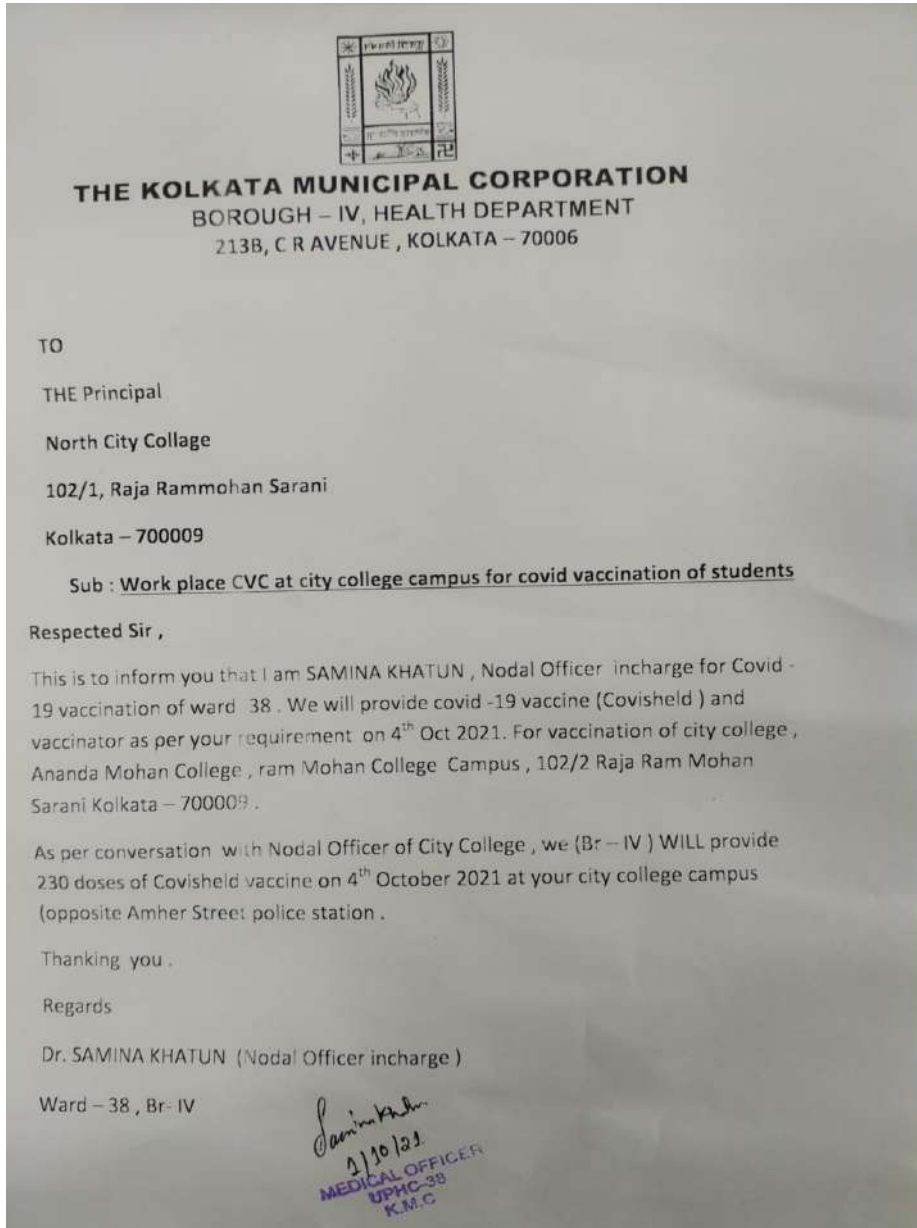 THE KOLKATA MUNICIPAL CORPORATION
BOROUGH – IV, HEALTH DEPARTMENT
213B, C R AVENUE , KOLKATA – 70006
TO
THE Principal
North City Collage
102/1, Raja Rammohan Sarani
Kolkata – 700009
Sub : Work place CVC at city college campus for covid vaccination of students
Respected Sir ,
This is to inform you that I am SAMINA KHATUN , Nodal Officer incharge for Covid -
19 vaccination of ward 38 . We will provide covid -19 vaccine (Covisheld ) and
vaccinator as per your requirement on 4th Oct 2021. For vaccination of city college ,
Ananda Mohan College , ram Mohan College Campus , 102/2 Raja Ram Mohan
Sarani Kolkata – 700009 .
As per conversation with Nodal Officer of City College , we (Br – IV ) WILL provide
230 doses of Covisheld vaccine on 4th October 2021 at your city college campus
(opposite Amher Street police station .
Thanking you .
Regards
Dr. SAMINA KHATUN (Nodal Officer incharge )
Ward – 38 , Br- IV
1/10/21
MEDICAL OFFICER
UPHC-38
K.M.C